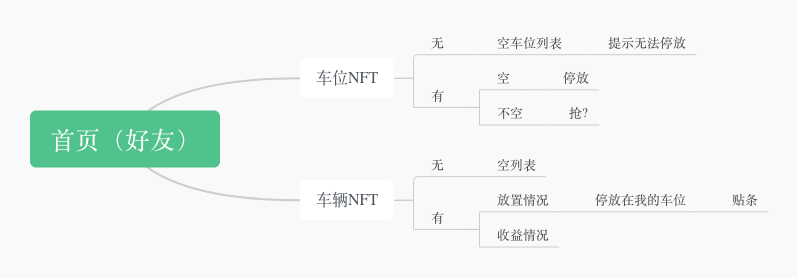 首页（好友）
车位NFT
无 空车位列表 提示无法停放
有
空 停放
不空 抢?
车辆NFT
无 空列表
有
放置情况 停放在我的车位 贴条
收益情况